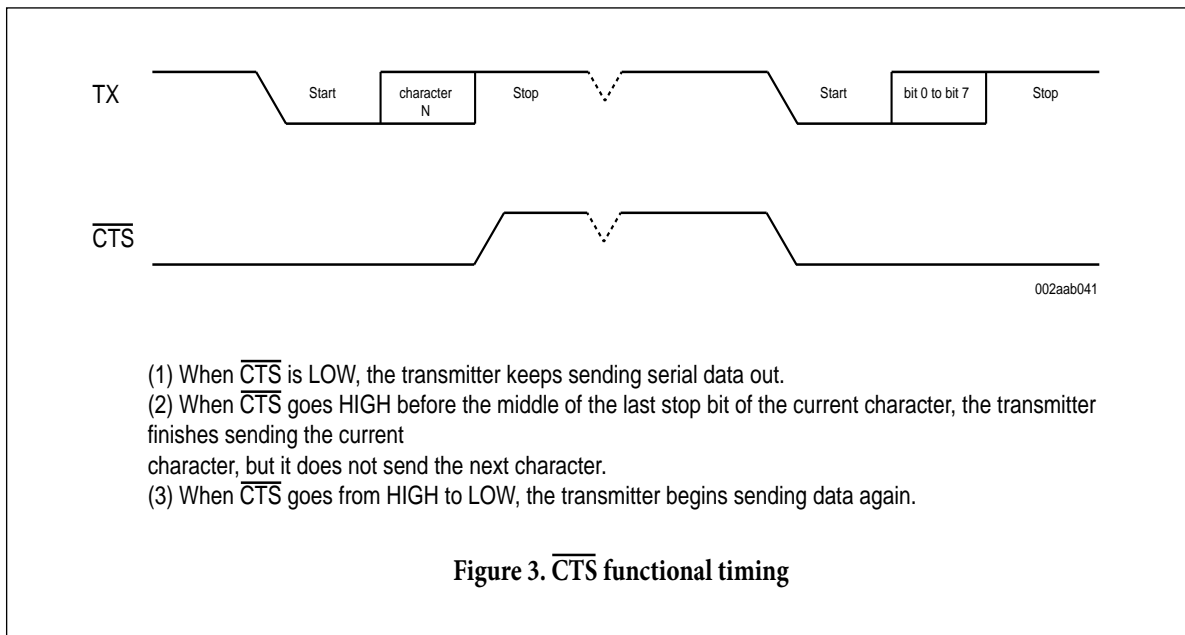 TX
Start
character
N
Stop
Start
bit 0 to bit 7
Stop
CTS
002aab041
(1) When CTS is LOW, the transmitter keeps sending serial data out.
(2) When CTS goes HIGH before the middle of the last stop bit of the current character, the transmitter
finishes sending the current
character, but it does not send the next character.
(3) When CTS goes from HIGH to LOW, the transmitter begins sending data again.
Figure 3. CTS functional timing